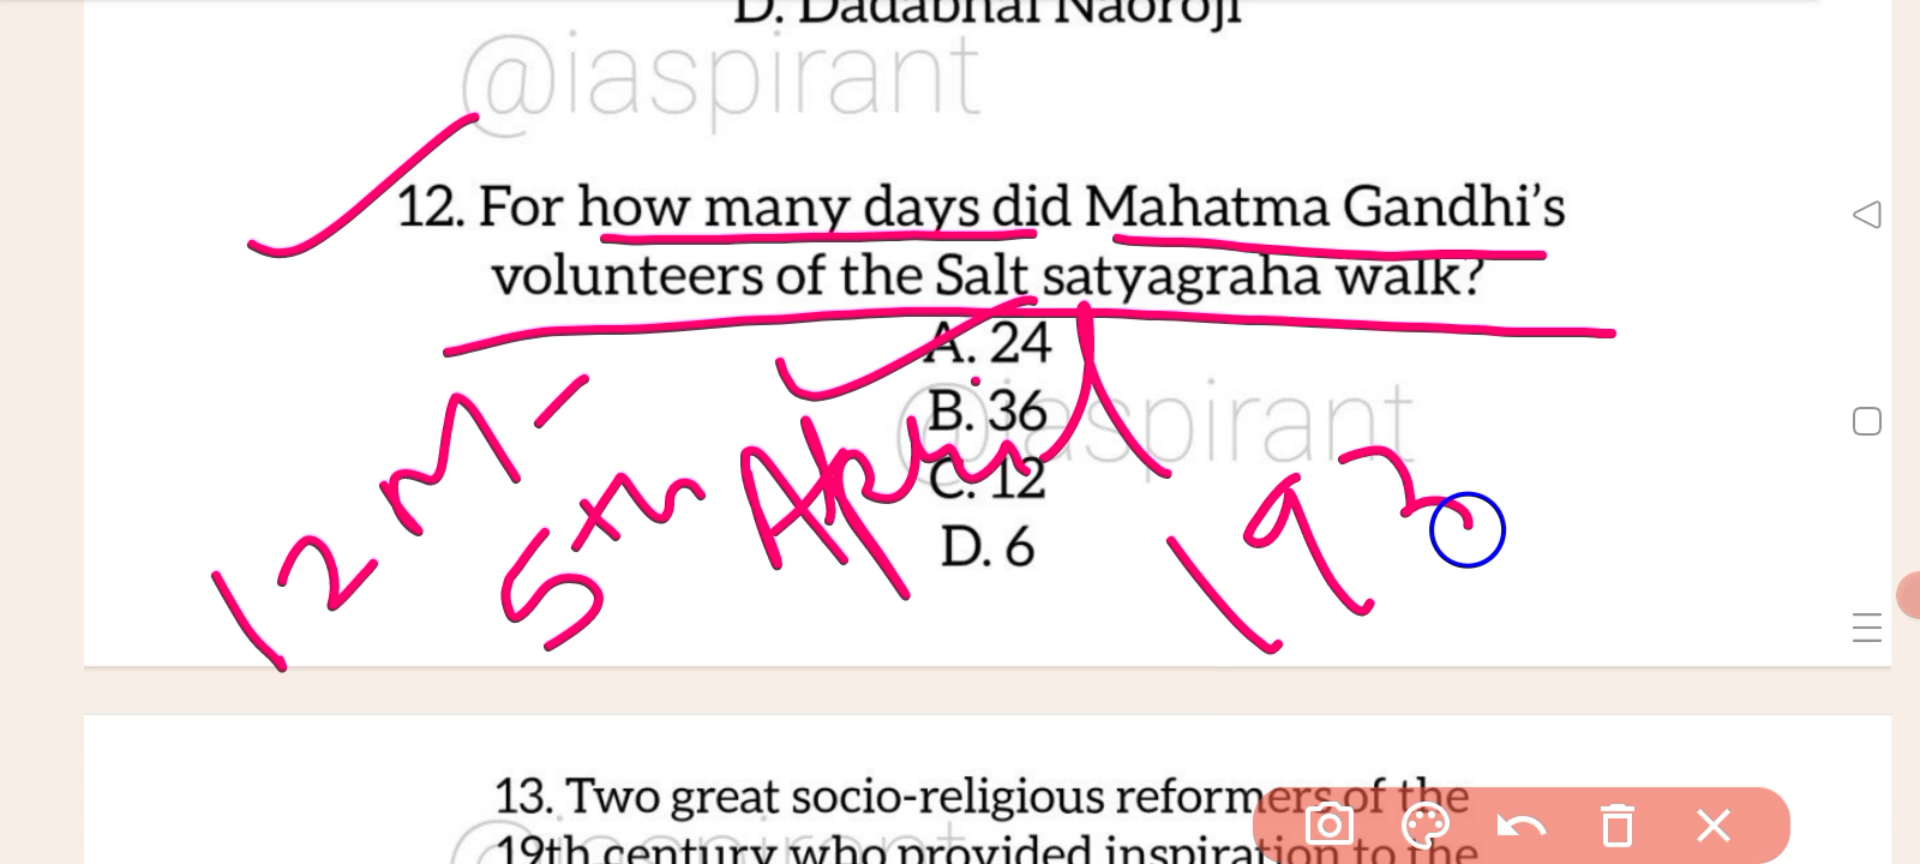 D. Dadabhai Naoroji
@iaspirant
12. For how many days did Mahatma Gandhi's
volunteers of the Salt satyagraha walk?
A. 24
B. 36
@iaspirant
C. 12
D. 6
12 M -
5th April
193
13. Two great socio-religious reformers of the
19th century who provided inspiration to the
@iaspirant